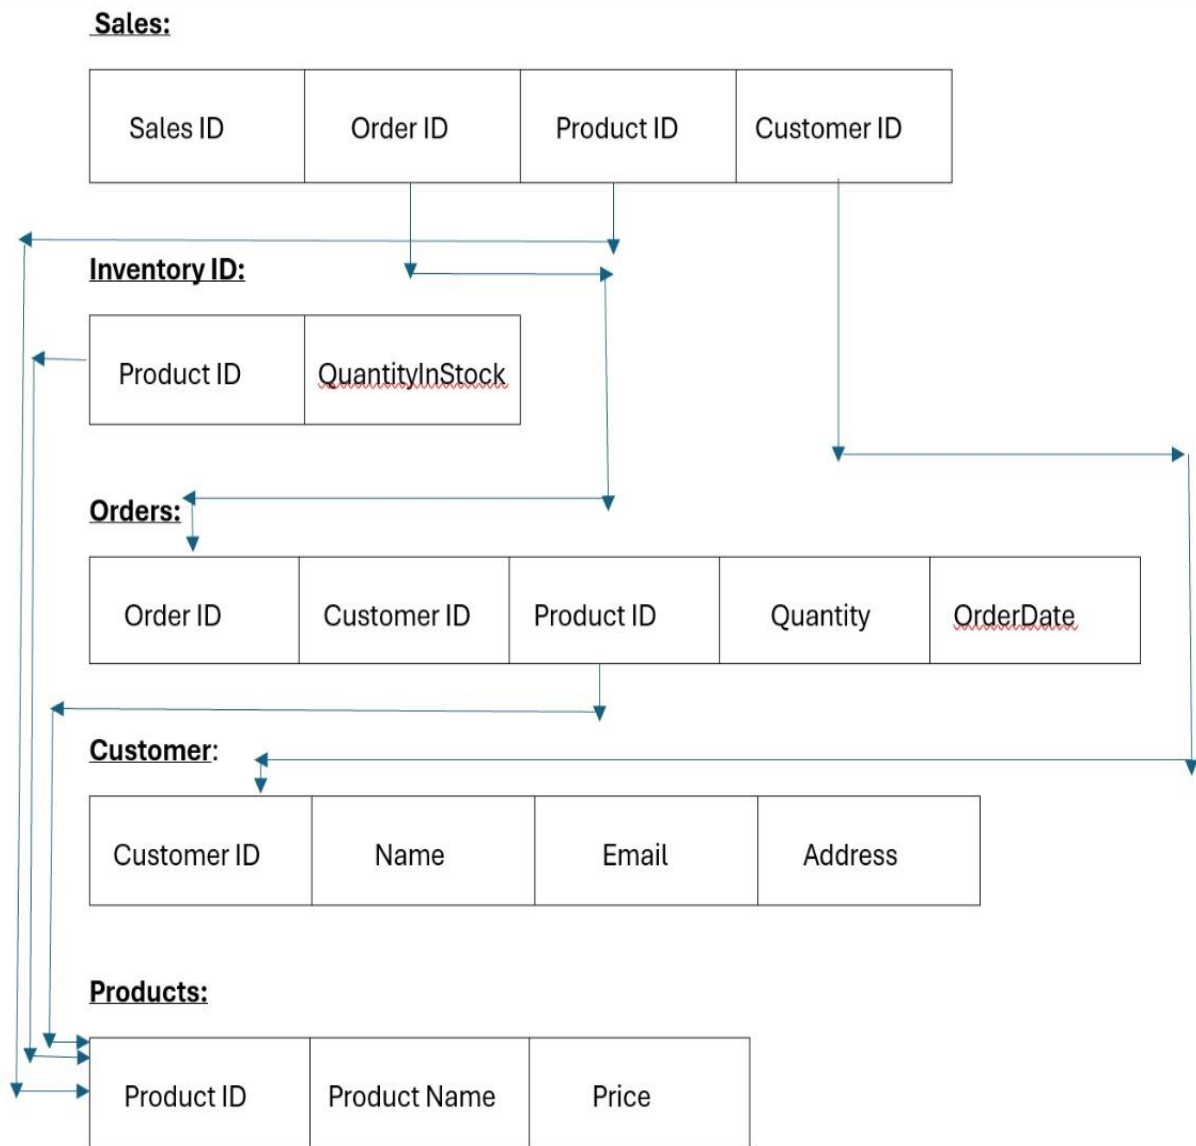 Sales:
Sales ID Order ID Product ID Customer ID
Inventory ID:
Product ID QuantityInStock
Orders:
Order ID Customer ID Product ID Quantity OrderDate
Customer:
Customer ID Name Email Address
Products:
Product ID Product Name Price